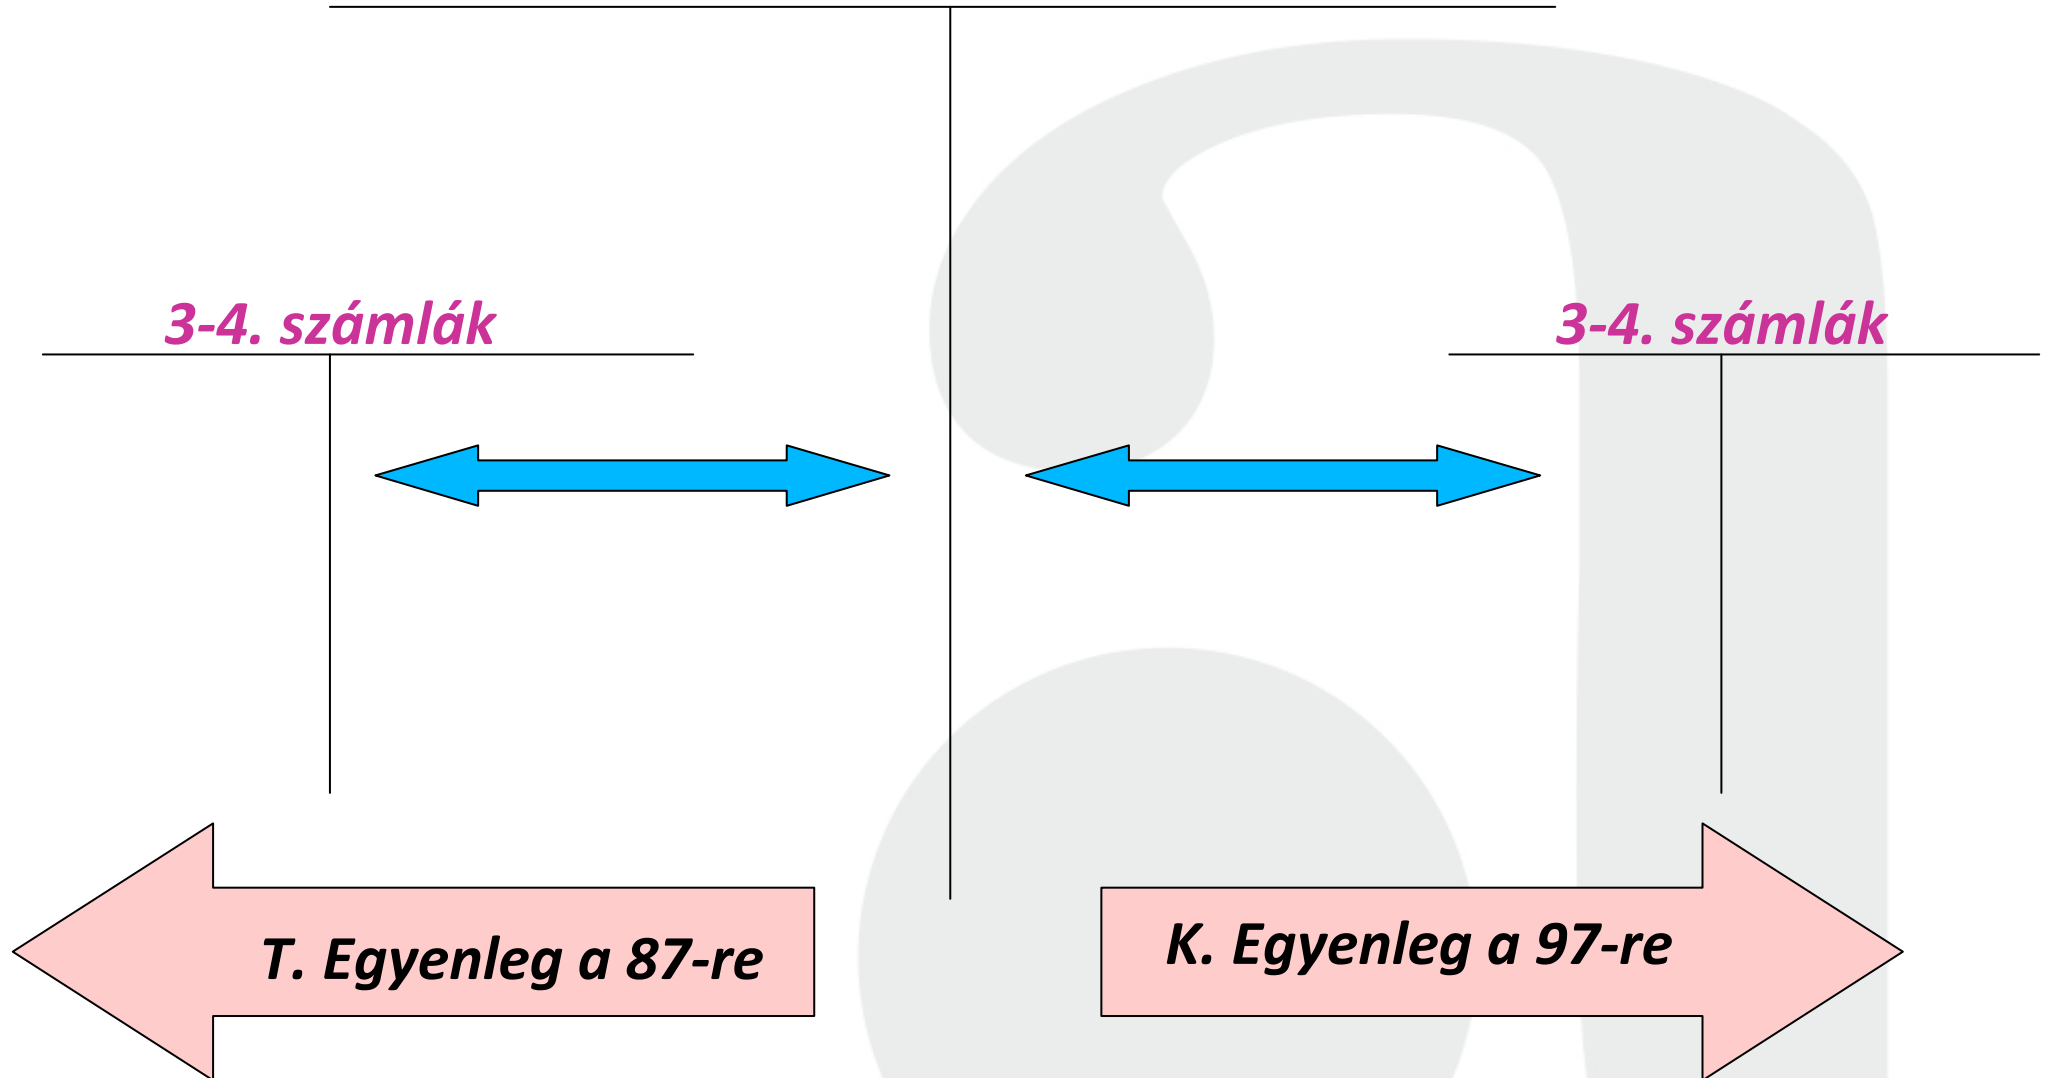 3-4. számlák
3-4. számlák
T. Egyenleg a 87-re
K. Egyenleg a 97-re